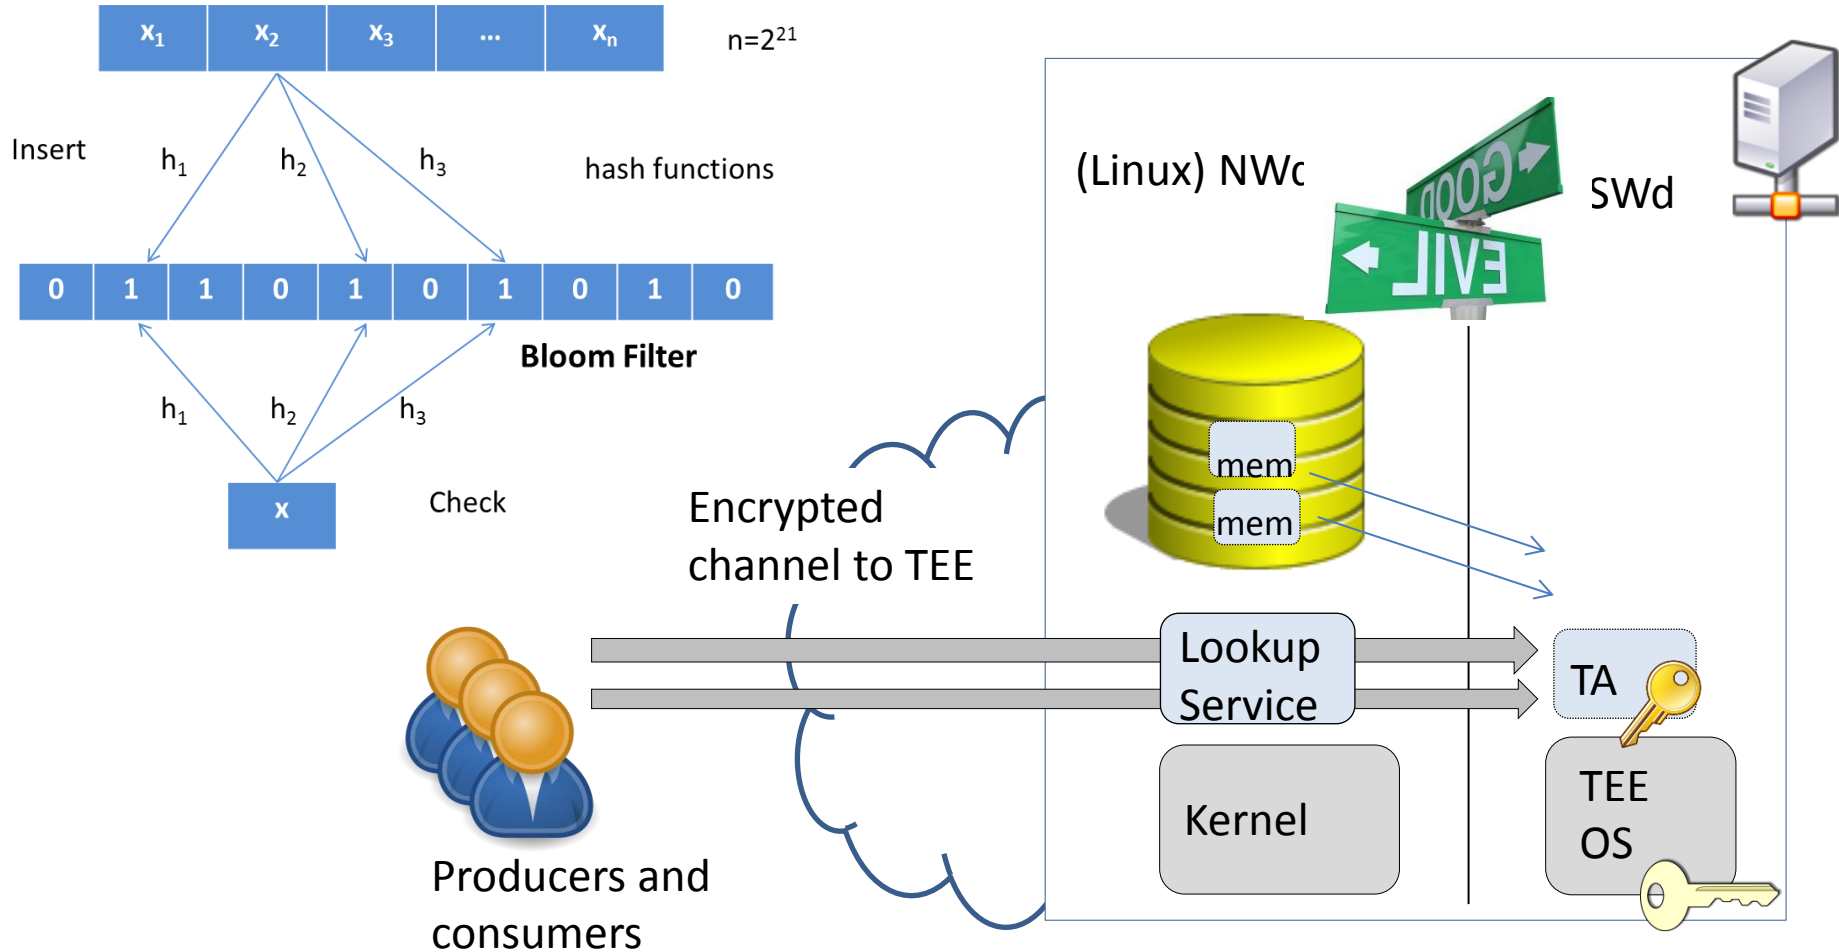 x1 x2 x3 ... xn
n=2^21
Insert
h1 h2 h3
hash functions
0 1 1 0 1 0 1 0 1 0
Bloom Filter
h1 h2 h3
x
Check
(Linux) NWd
GOOD
EVIL
SWd
mem
mem
Encrypted
channel to TEE
Lookup
Service
TA
Kernel
TEE
OS
Producers and
consumers